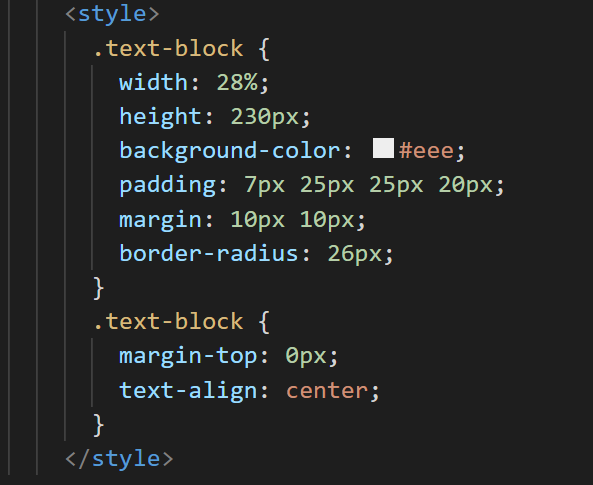 <style>
.text-block {
width: 28%;
height: 230px;
background-color: #eee;
padding: 7px 25px 25px 20px;
margin: 10px 10px;
border-radius: 26px;
}
.text-block {
margin-top: 0px;
text-align: center;
}
</style>